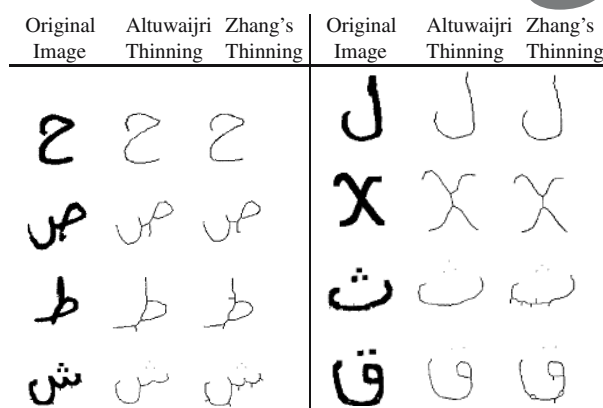 Original Image Altuwaijri Thinning Zhang's Thinning Original Image Altuwaijri Thinning Zhang's Thinning
ح ح ح ل ل ل
ص ص ص x x x
ط ط ط ث ث ث
ش ش ش ق ق ق